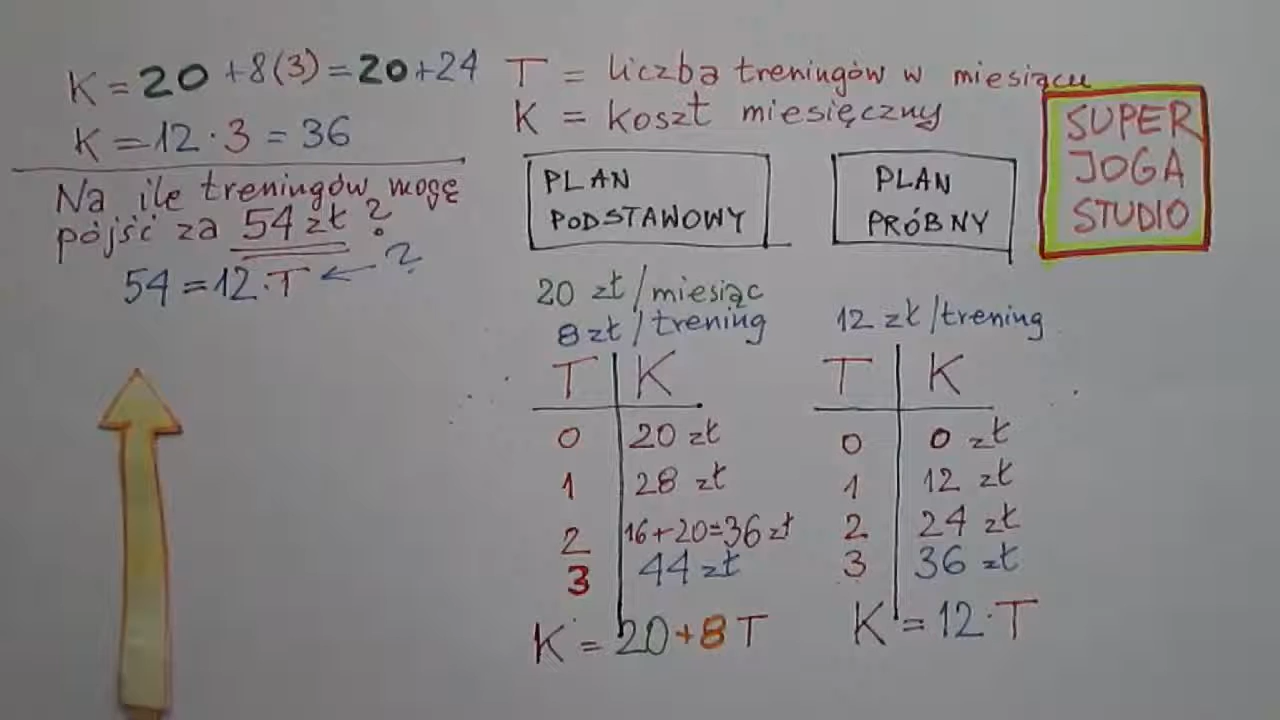 K = 20 + 8(3) = 20 + 24
K = 12 · 3 = 36
Na ile treningów mogę
pójść za 54 zł ?
54 = 12 · T ← ?
T = liczba treningów w miesiącu
K = koszt miesięczny
SUPER
JOGA
STUDIO
PLAN
PODSTAWOWY
20 zł / miesiąc
8 zł / trening
T K
0 20 zł
1 28 zł
2 16+20=36 zł
3 44 zł
K = 20 + 8 T
PLAN
PRÓBNY
12 zł / trening
T K
0 0 zł
1 12 zł
2 24 zł
3 36 zł
K = 12 · T